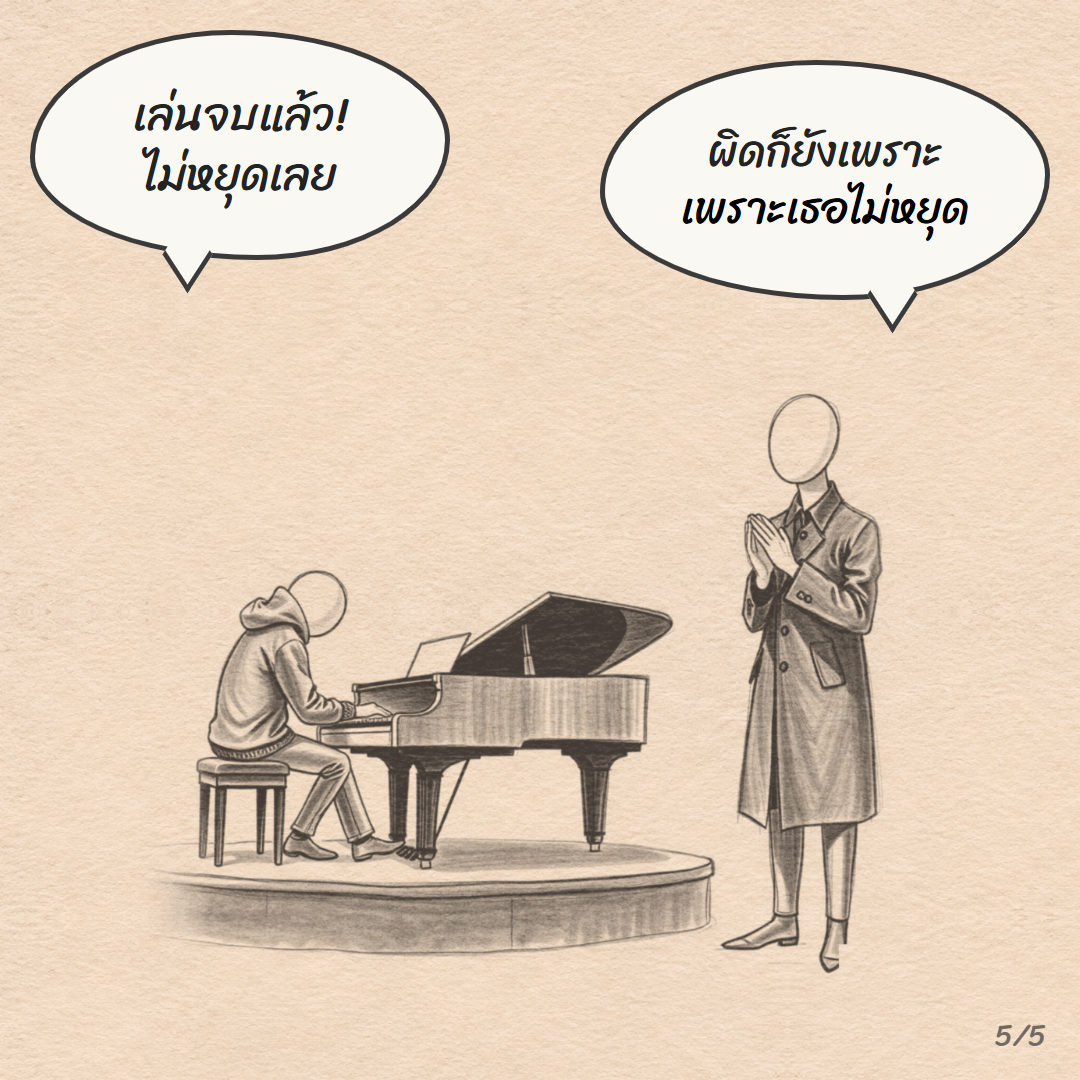 เล่นจบแล้ว!
ไม่หยุดเลย
ผิดก็ยังเพราะ
เพราะเธอไม่หยุด
5/5